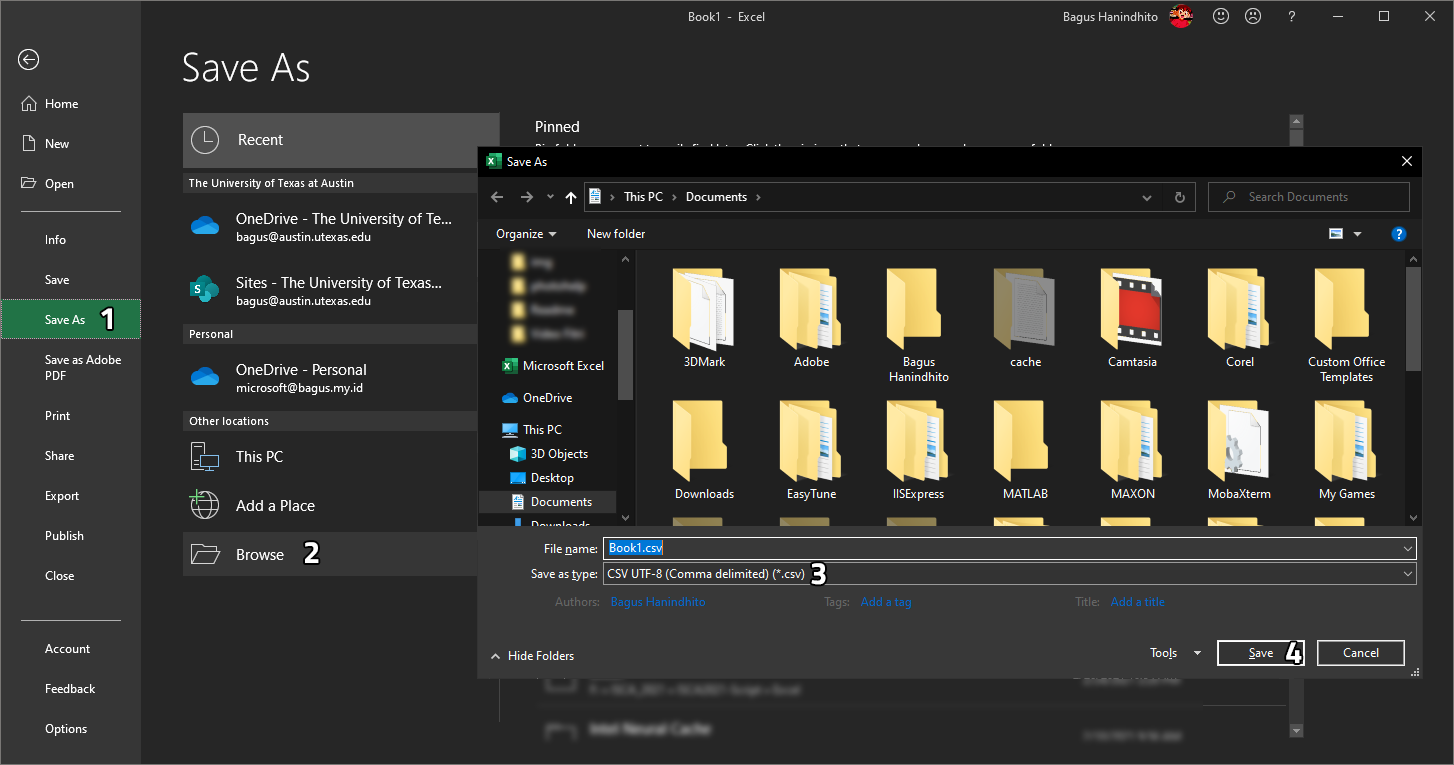 Book1 - Excel
Bagus Hanindhito
?
Save As
Home
New
Open
Info
Save
Save As 1
Save as Adobe
PDF
Print
Share
Export
Publish
Close
Account
Feedback
Options
Recent
The University of Texas at Austin
OneDrive - The University of Te...
bagus@austin.utexas.edu
S
Sites - The University of Texas...
bagus@austin.utexas.edu
Personal
OneDrive - Personal
microsoft@bagus.my.id
Other locations
This PC
Add a Place
Browse 2
Pinned
Save As
This PC > Documents >
Search Documents
Organize
New folder
?
Microsoft Excel
OneDrive
This PC
3D Objects
Desktop
Documents
Downloads
3DMark
Adobe
Bagus
Hanindhito
cache
Camtasia
Corel
Custom Office
Templates
Downloads
EasyTune
IISExpress
MATLAB
MAXON
MobaXterm
My Games
File name: Book1.csv
Save as type: CSV UTF-8 (Comma delimited) (*.csv) 3
Authors: Bagus Hanindhito
Tags: Add a tag
Title: Add a title
Hide Folders
Tools
Save 4
Cancel